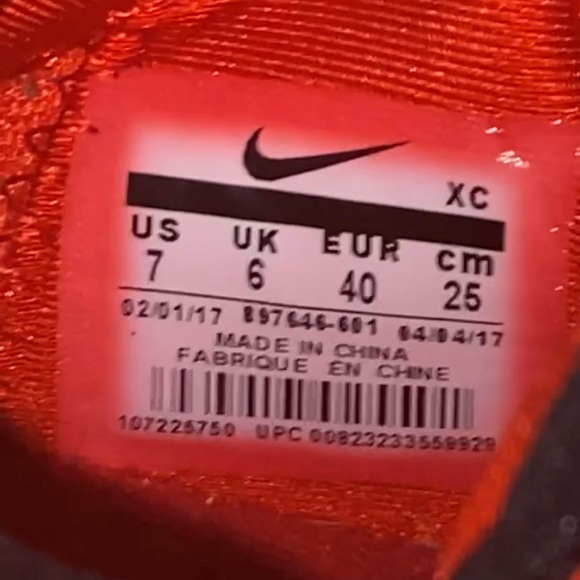 XC
US UK EUR cm
7 6 40 25
02/01/17 897646-601 04/04/17
MADE IN CHINA
FABRIQUE EN CHINE
107225750 UPC 00823233559929